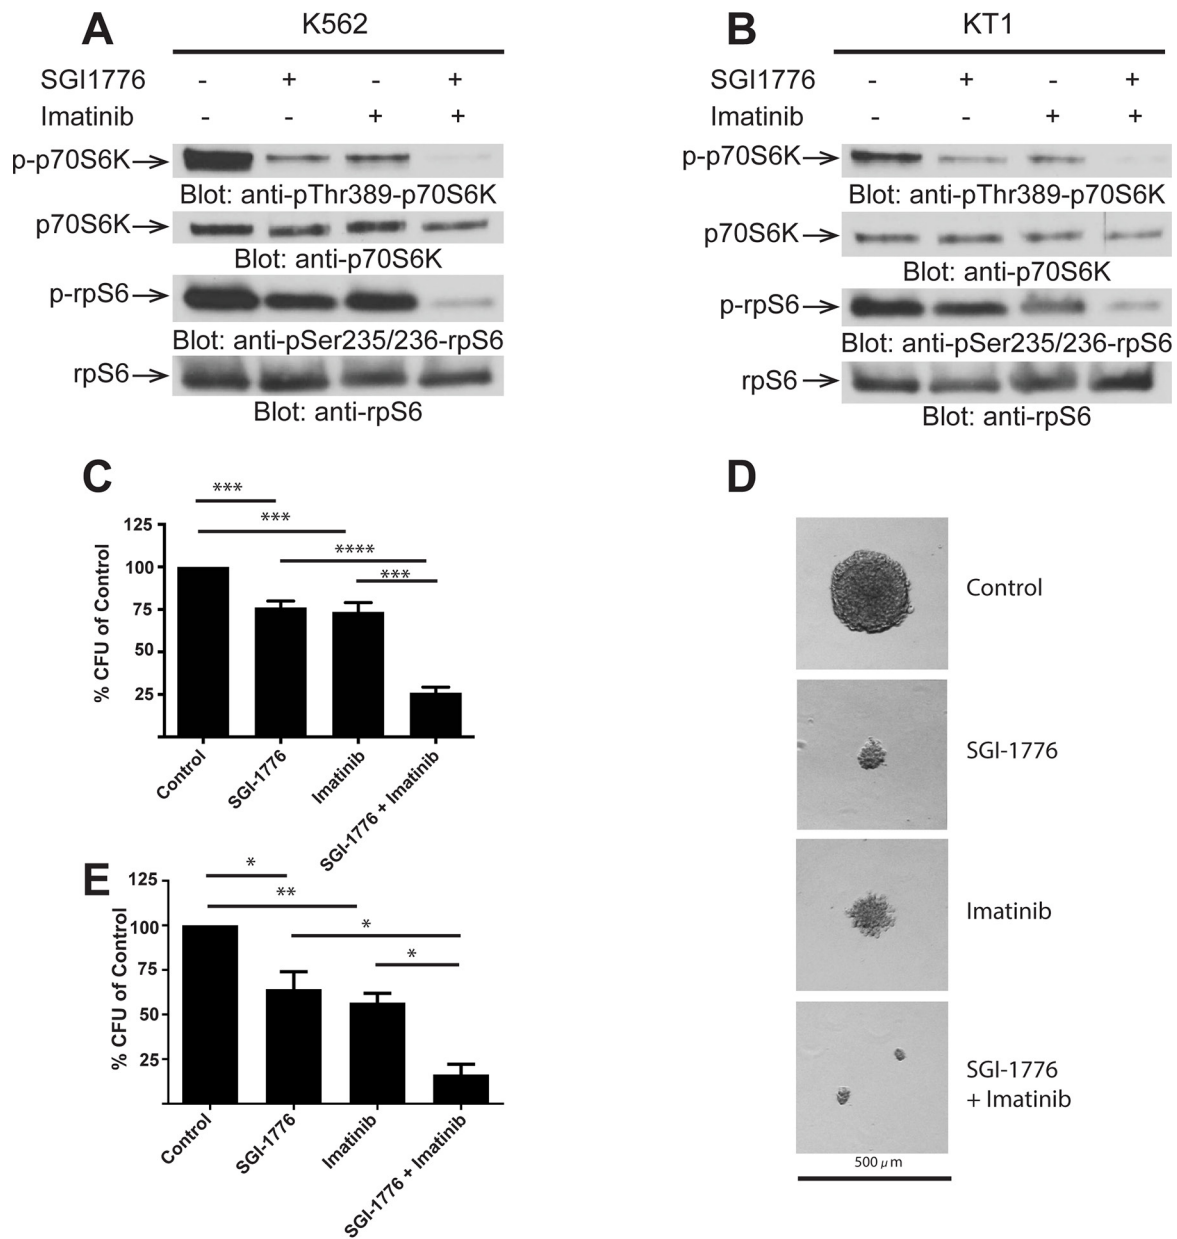 A
K562
SGI1776 - + - +
Imatinib - - + +
p-p70S6K
Blot: anti-pThr389-p70S6K
p70S6K
Blot: anti-p70S6K
p-rpS6
Blot: anti-pSer235/236-rpS6
rpS6
Blot: anti-rpS6
B
KT1
SGI1776 - + - +
Imatinib - - + +
p-p70S6K
Blot: anti-pThr389-p70S6K
p70S6K
Blot: anti-p70S6K
p-rpS6
Blot: anti-pSer235/236-rpS6
rpS6
Blot: anti-rpS6
C
***
***
****
***
% CFU of Control
125
100
75
50
25
Control
SGI-1776
Imatinib
SGI-1776 + Imatinib
D
Control
SGI-1776
Imatinib
SGI-1776
+ Imatinib
500 μm
E
*
**
*
*
% CFU of Control
125
100
75
50
25
Control
SGI-1776
Imatinib
SGI-1776 + Imatinib